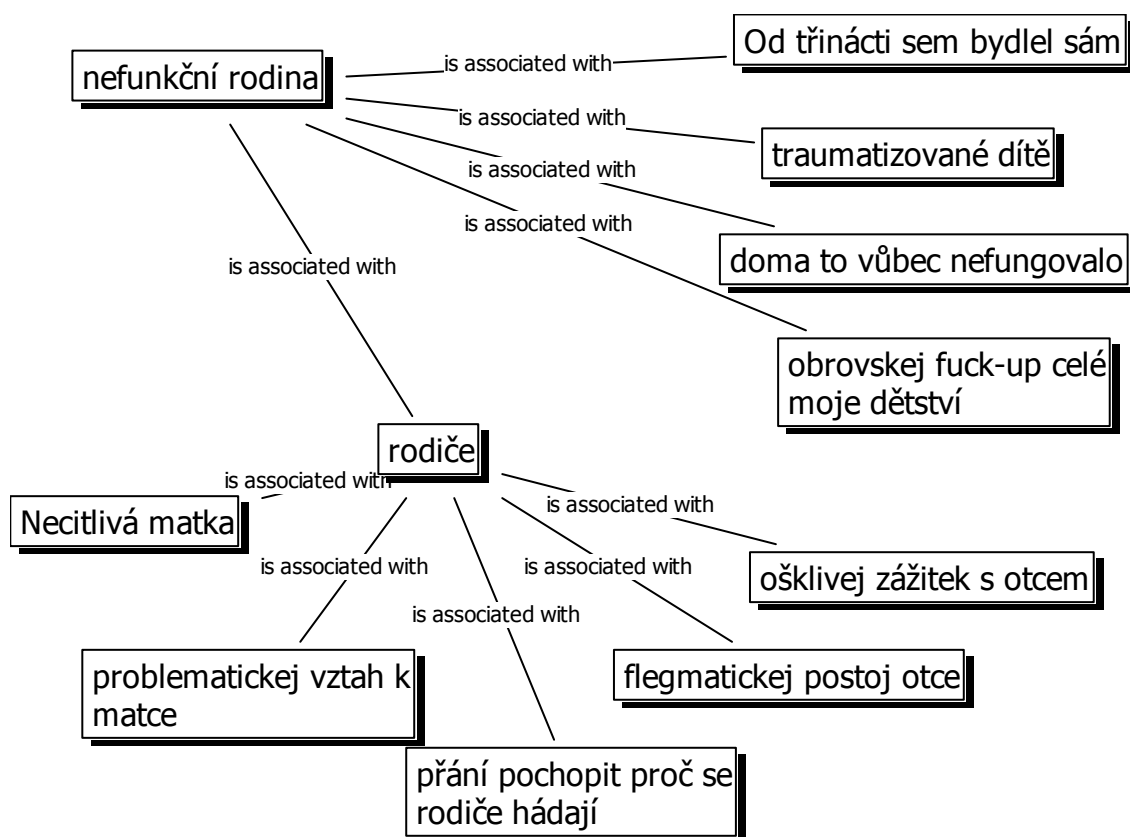 Od třinácti sem bydlel sám
is associated with
nefunkční rodina
is associated with
traumatizované dítě
is associated with
is associated with
doma to vůbec nefungovalo
is associated with
obrovskej fuck-up celé
moje dětství
rodiče
is associated with
Necitlivá matka
is associated with
is associated with
is associated with
ošklivej zážitek s otcem
is associated with
problematickej vztah k
matce
flegmatickej postoj otce
přání pochopit proč se
rodiče hádají